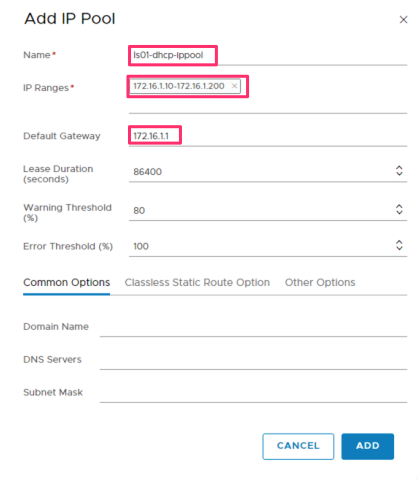 Add IP Pool
×
Name*
ls01-dhcp-ippool
IP Ranges*
172.16.1.10-172.16.1.200 ×
Default Gateway
172.16.1.1
Lease Duration
(seconds)
86400
Warning Threshold
(%)
80
Error Threshold (%)
100
Common Options Classless Static Route Option Other Options
Domain Name
DNS Servers
Subnet Mask
CANCEL ADD